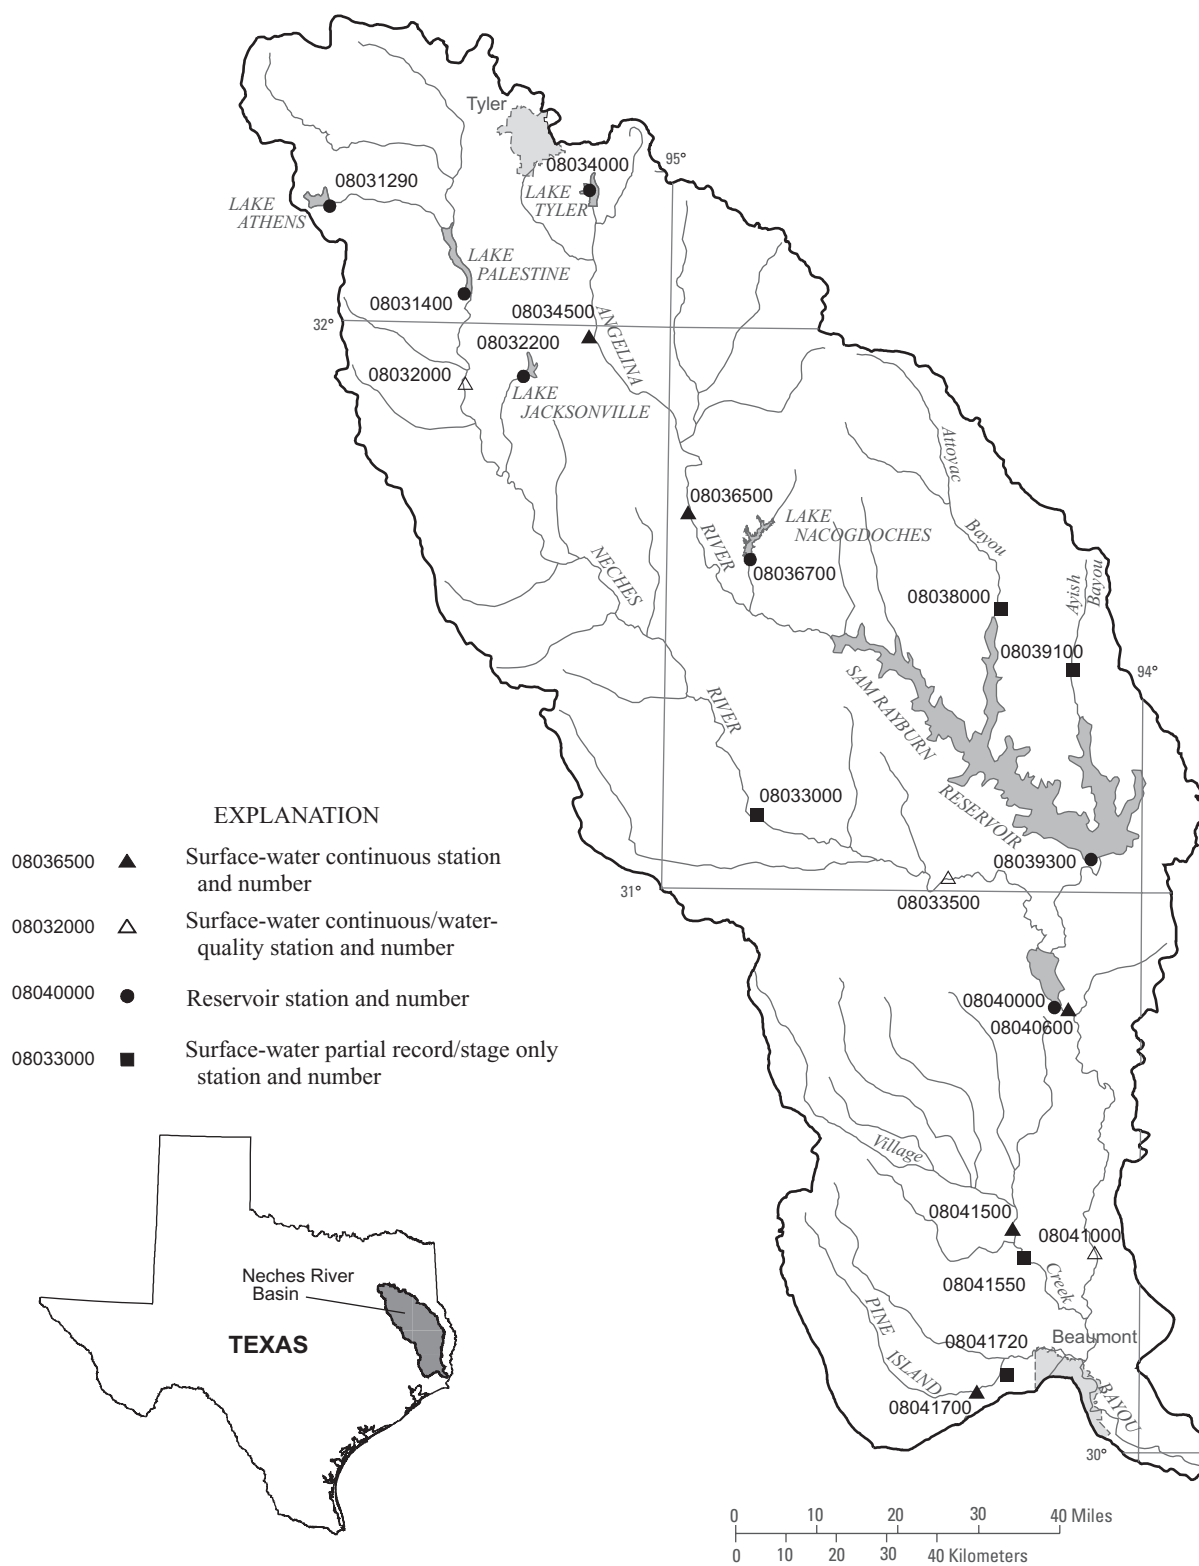 Tyler
95°
08034000
08031290
LAKE
TYLER
LAKE
ATHENS
LAKE
PALESTINE
08031400
08034500
ANGELINA
32°
08032200
08032000
LAKE
JACKSONVILLE
Attoyac
08036500
LAKE
NACOGDOCHES
RIVER
Bayou
NECHES
08036700
Ayish
Bayou
08038000
08039100
94°
SAM RAYBURN
RIVER
08033000
RESERVOIR
08039300
31°
08033500
EXPLANATION
08036500
Surface-water continuous station
and number
08032000
Surface-water continuous/water-
quality station and number
08040000
Reservoir station and number
08033000
Surface-water partial record/stage only
station and number
08040000
08040600
Village
08041500
08041000
08041550
Creek
PINE
ISLAND
08041720
Beaumont
BAYOU
08041700
30°
Neches River
Basin
TEXAS
0 10 20 30 40 Miles
0 10 20 30 40 Kilometers